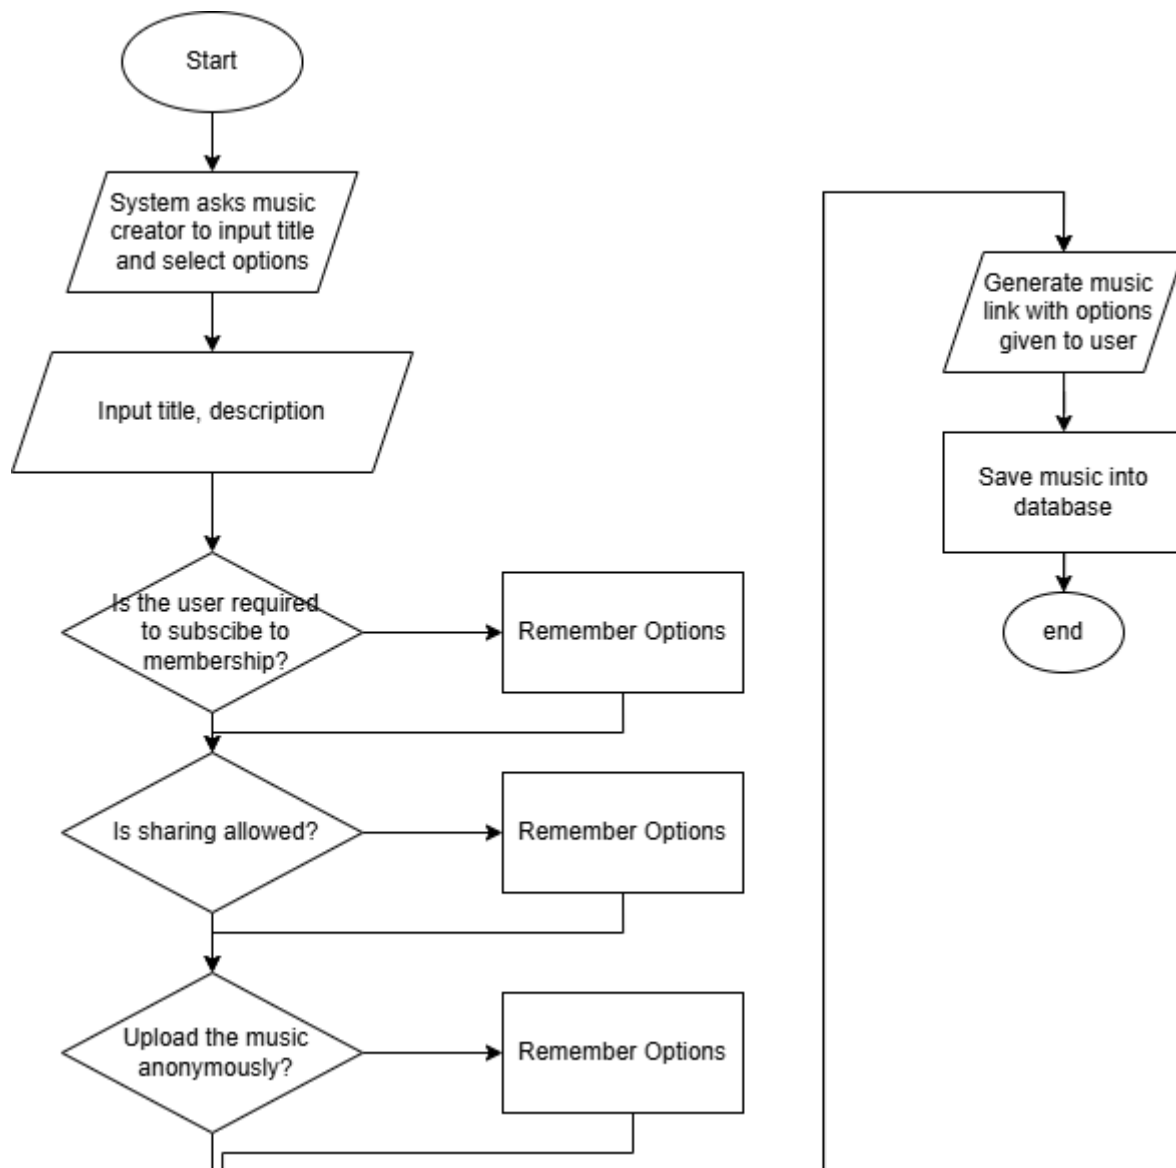 Start
System asks music
creator to input title
and select options
Input title, description
Is the user required
to subscibe to
membership?
Remember Options
Is sharing allowed?
Remember Options
Upload the music
anonymously?
Remember Options
Generate music
link with options
given to user
Save music into
database
end